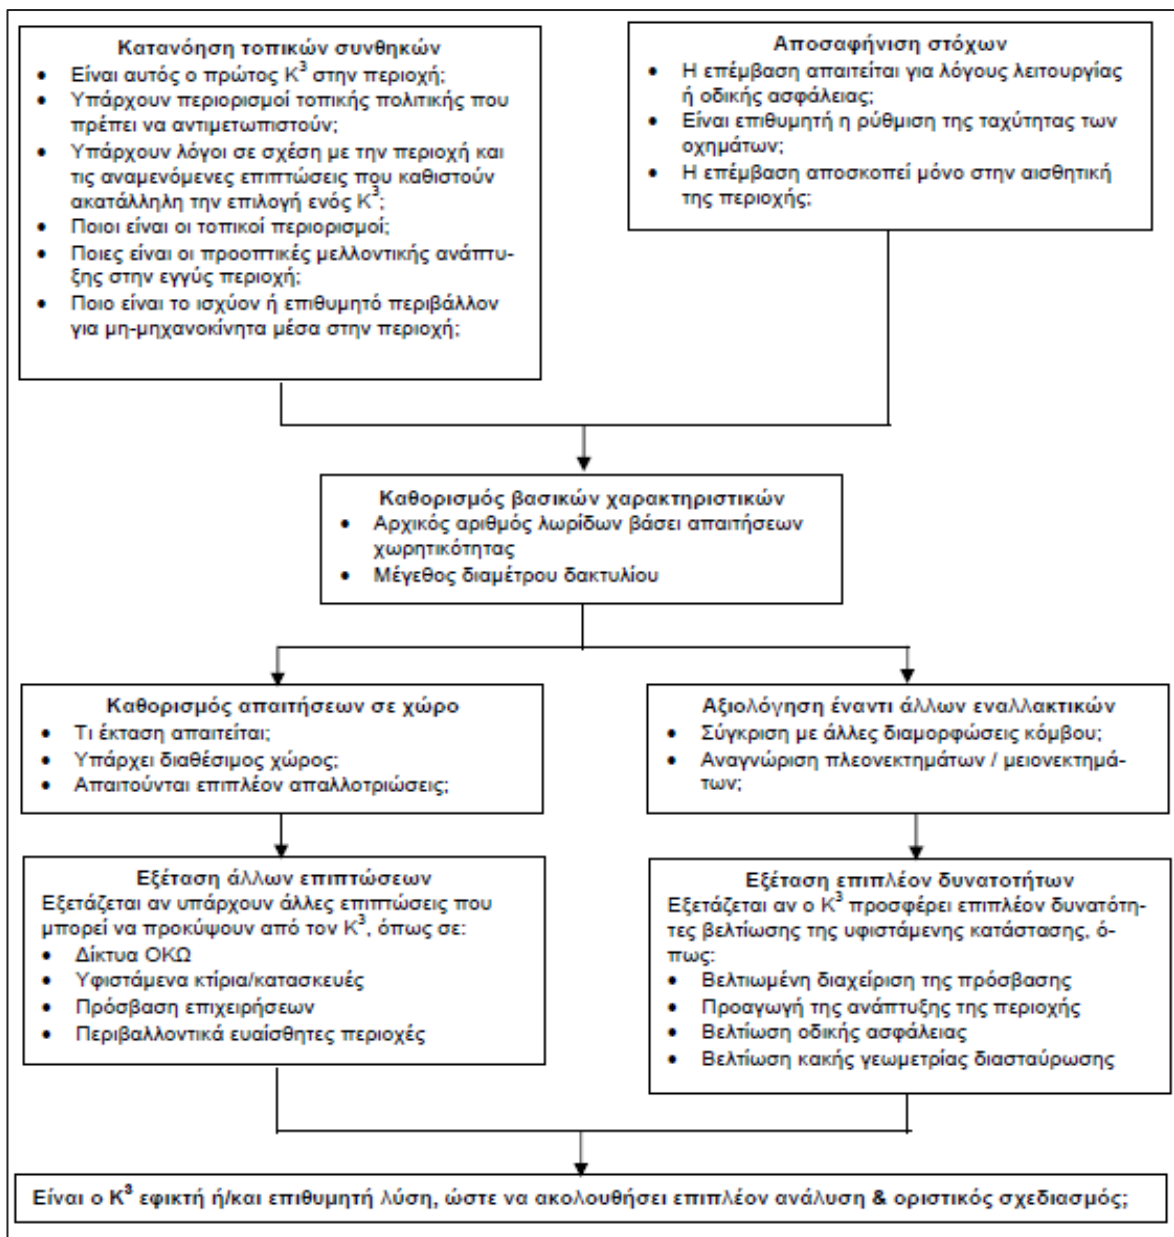 Κατανόηση τοπικών συνθηκών
• Είναι αυτός ο πρώτος Κ³ στην περιοχή;
• Υπάρχουν περιορισμοί τοπικής πολιτικής που
πρέπει να αντιμετωπιστούν;
• Υπάρχουν λόγοι σε σχέση με την περιοχή και
τις αναμενόμενες επιπτώσεις που καθιστούν
ακατάλληλη την επιλογή ενός Κ³;
• Ποιοι είναι οι τοπικοί περιορισμοί;
• Ποιες είναι οι προοπτικές μελλοντικής ανάπτυ-
ξης στην εγγύς περιοχή;
• Ποιο είναι το ισχύον ή επιθυμητό περιβάλλον
για μη-μηχανοκίνητα μέσα στην περιοχή;
Αποσαφήνιση στόχων
• Η επέμβαση απαιτείται για λόγους λειτουργίας
ή οδικής ασφάλειας;
• Είναι επιθυμητή η ρύθμιση της ταχύτητας των
οχημάτων;
• Η επέμβαση αποσκοπεί μόνο στην αισθητική
της περιοχής;
Καθορισμός βασικών χαρακτηριστικών
• Αρχικός αριθμός λωρίδων βάσει απαιτήσεων
χωρητικότητας
• Μέγεθος διαμέτρου δακτυλίου
Καθορισμός απαιτήσεων σε χώρο
• Τι έκταση απαιτείται;
• Υπάρχει διαθέσιμος χώρος;
• Απαιτούνται επιπλέον απαλλοτριώσεις;
Αξιολόγηση έναντι άλλων εναλλακτικών
• Σύγκριση με άλλες διαμορφώσεις κόμβου;
• Αναγνώριση πλεονεκτημάτων / μειονεκτημά-
των;
Εξέταση άλλων επιπτώσεων
Εξετάζεται αν υπάρχουν άλλες επιπτώσεις που
μπορεί να προκύψουν από τον Κ³, όπως σε:
• Δίκτυα ΟΚΩ
• Υφιστάμενα κτίρια/κατασκευές
• Πρόσβαση επιχειρήσεων
• Περιβαλλοντικά ευαίσθητες περιοχές
Εξέταση επιπλέον δυνατοτήτων
Εξετάζεται αν ο Κ³ προσφέρει επιπλέον δυνατότη-
τες βελτίωσης της υφιστάμενης κατάστασης, ό-
πως:
• Βελτιωμένη διαχείριση της πρόσβασης
• Προαγωγή της ανάπτυξης της περιοχής
• Βελτίωση οδικής ασφάλειας
• Βελτίωση κακής γεωμετρίας διασταύρωσης
Είναι ο Κ³ εφικτή ή/και επιθυμητή λύση, ώστε να ακολουθήσει επιπλέον ανάλυση & οριστικός σχεδιασμός;